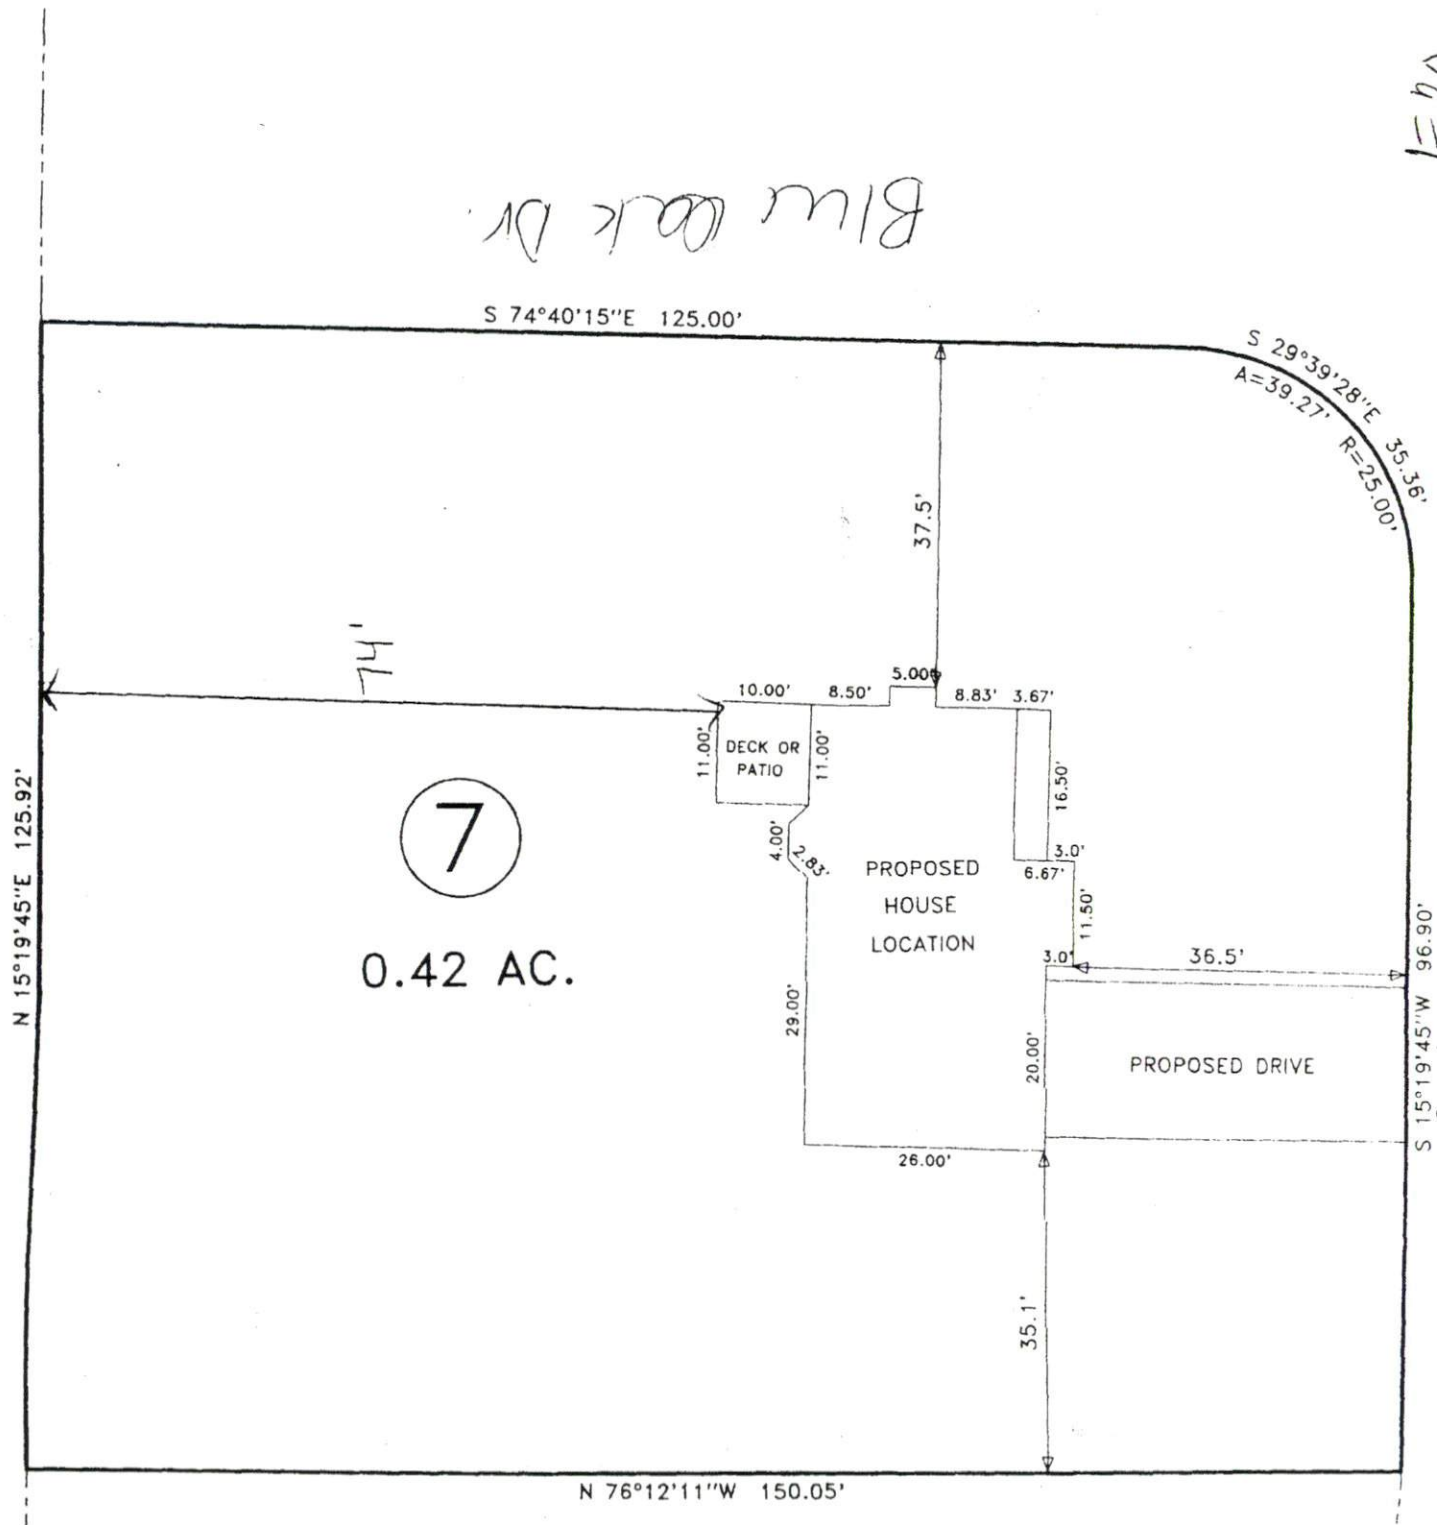 Blue Oak Dr.
S 74°40'15"E 125.00'
S 29°39'28"E 35.36'
A=39.27' R=25.00'
37.5'
74'
5.00'
10.00'
8.50'
8.83'
3.67'
11.00'
DECK OR
PATIO
11.00'
16.50'
N 15°19'45"E 125.92'
7
4.00'
2.83'
PROPOSED
HOUSE
LOCATION
3.0'
6.67'
11.50'
0.42 AC.
3.0'
36.5'
S 15°19'45"W 96.90'
29.00'
20.00'
PROPOSED DRIVE
26.00'
35.1'
N 76°12'11"W 150.05'